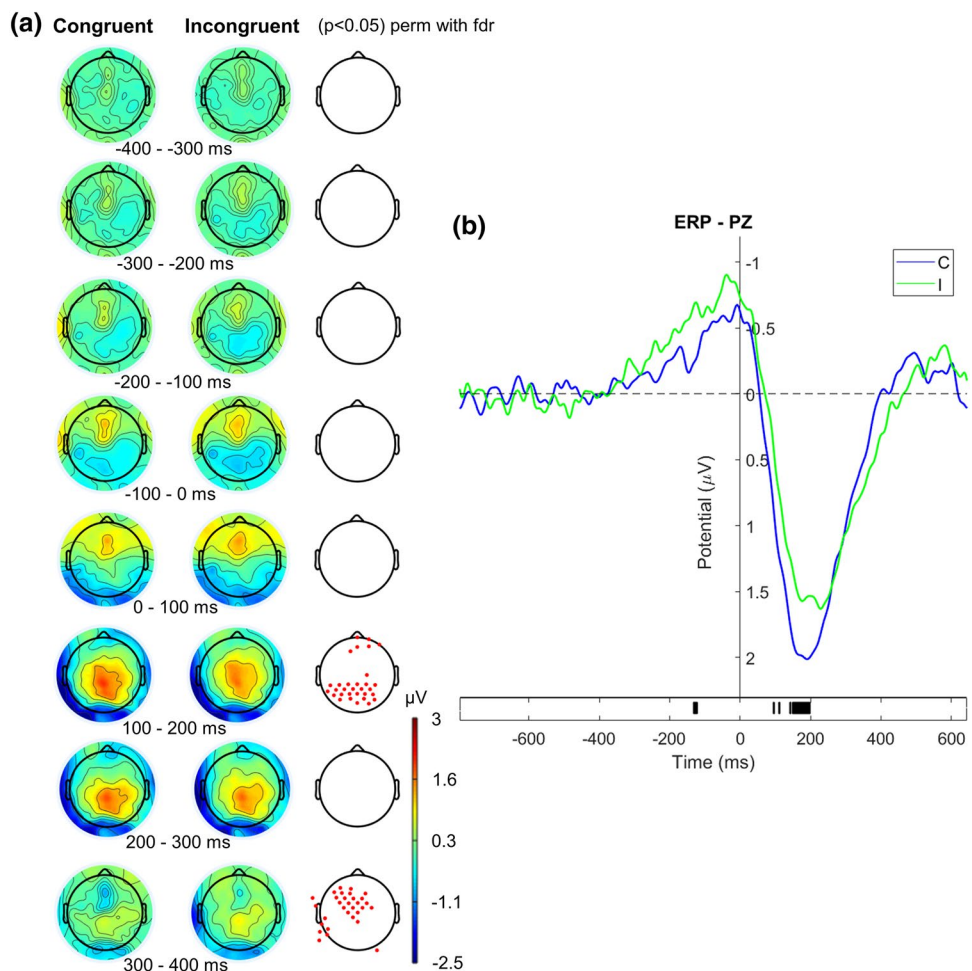 (a) Congruent Incongruent (p<0.05) perm with fdr
-400 - -300 ms
-300 - -200 ms
-200 - -100 ms
-100 - 0 ms
0 - 100 ms
100 - 200 ms
200 - 300 ms
300 - 400 ms
µV
3
1.6
0.3
-1.1
-2.5
(b)
ERP - PZ
C
I
-1
-0.5
0
0.5
1
1.5
2
Potential (µV)
-600 -400 -200 0 200 400 600
Time (ms)